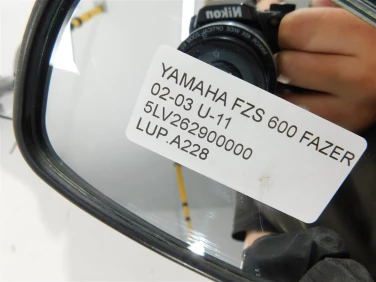 Nikon
YAMAHA FZS 600 FAZER
02-03 U-11
5LV262900000
LUP.A228